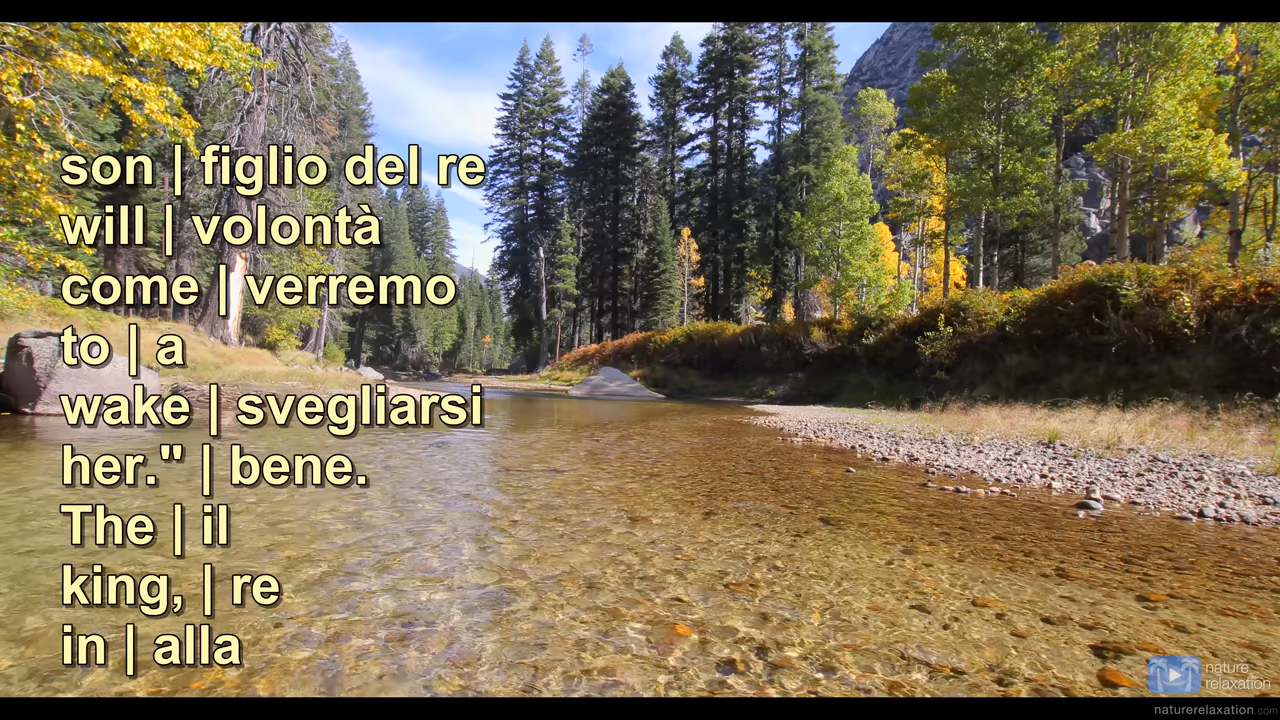 son | figlio del re
will | volontà
come | verremo
to | a
wake | svegliarsi
her." | bene.
The | il
king, | re
in | alla
nature
relaxation
naturerelaxation.com